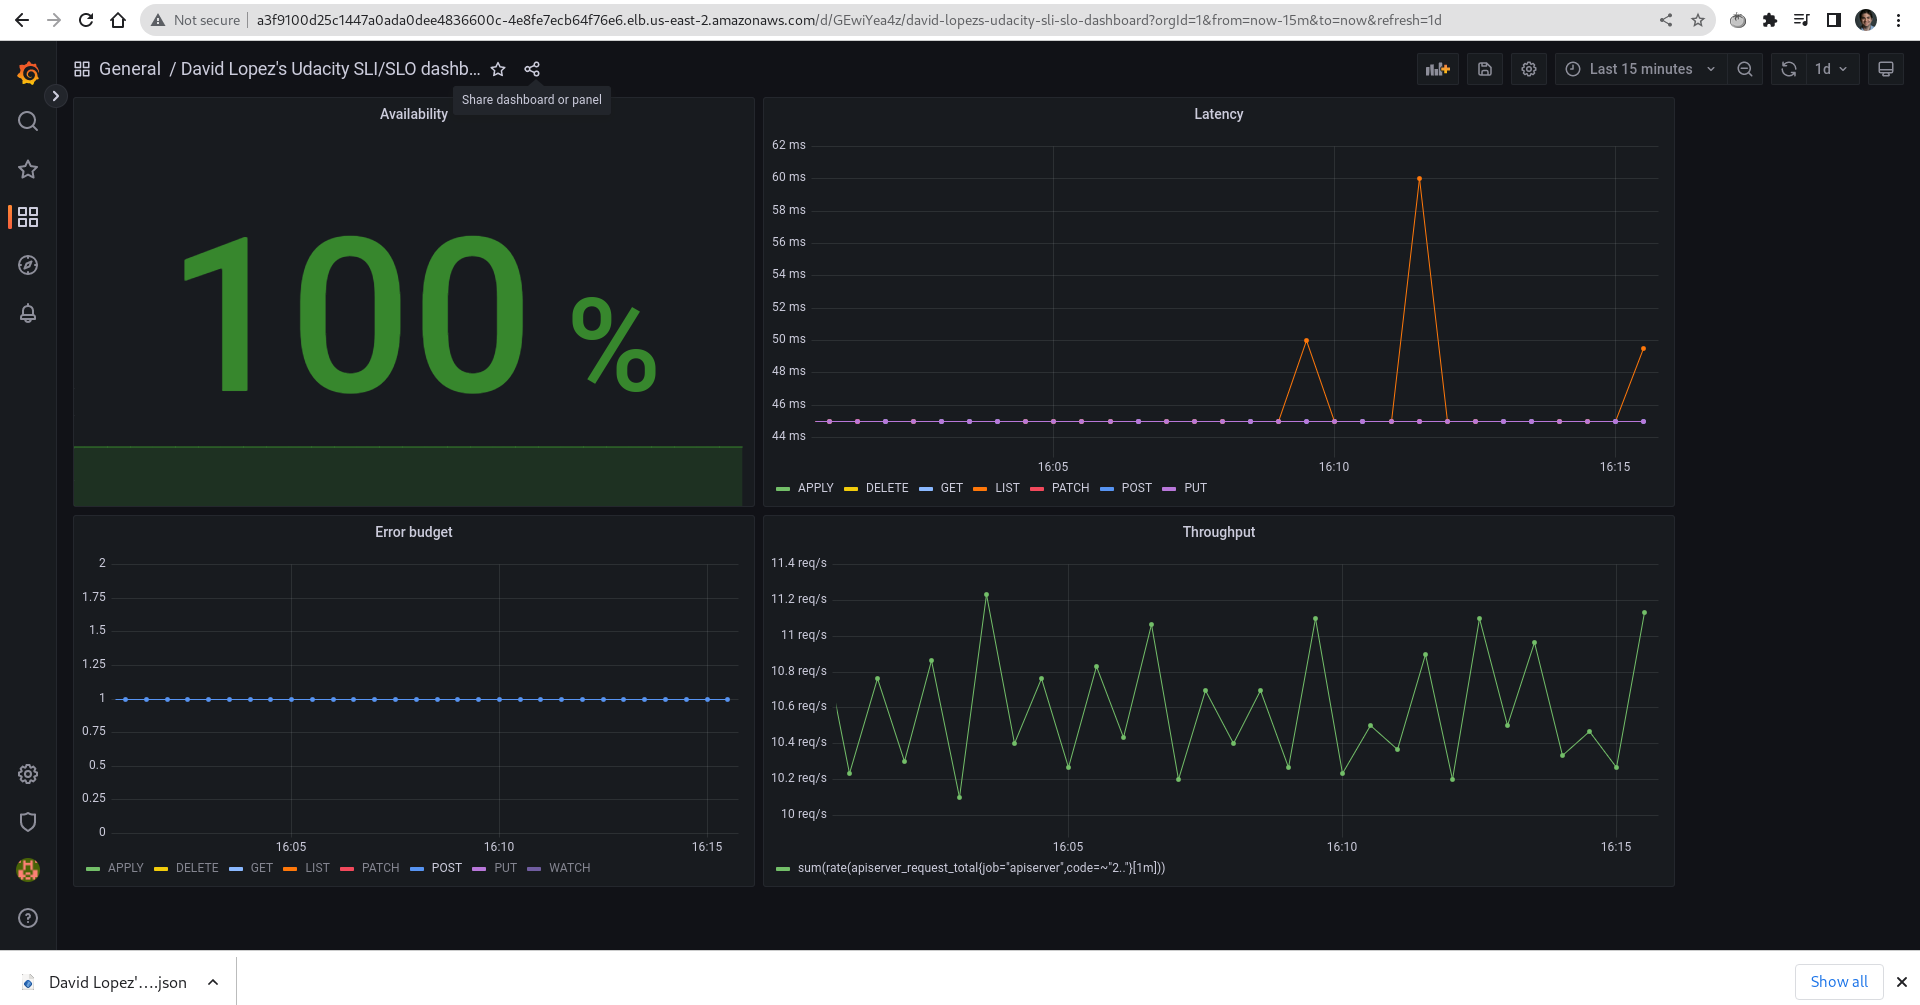 Not secure
a3f9100d25c1447a0ada0dee4836600c-4e8fe7ecb64f76e6.elb.us-east-2.amazonaws.com/d/GEwiYea4z/david-lopezs-udacity-sli-slo-dashboard?orgId=1&from=now-15m&to=now&refresh=1d
General / David Lopez's Udacity SLI/SLO dashb...
Last 15 minutes
1d
Share dashboard or panel
Availability
100 %
Latency
62 ms
60 ms
58 ms
56 ms
54 ms
52 ms
50 ms
48 ms
46 ms
44 ms
16:05 16:10 16:15
APPLY DELETE GET LIST PATCH POST PUT
Error budget
2
1.75
1.5
1.25
1
0.75
0.5
0.25
0
16:05 16:10 16:15
APPLY DELETE GET LIST PATCH POST PUT WATCH
Throughput
11.4 req/s
11.2 req/s
11 req/s
10.8 req/s
10.6 req/s
10.4 req/s
10.2 req/s
10 req/s
16:05 16:10 16:15
sum(rate(apiserver_request_total{job="apiserver",code=~"2.."}[1m]))
David Lopez'....json
Show all